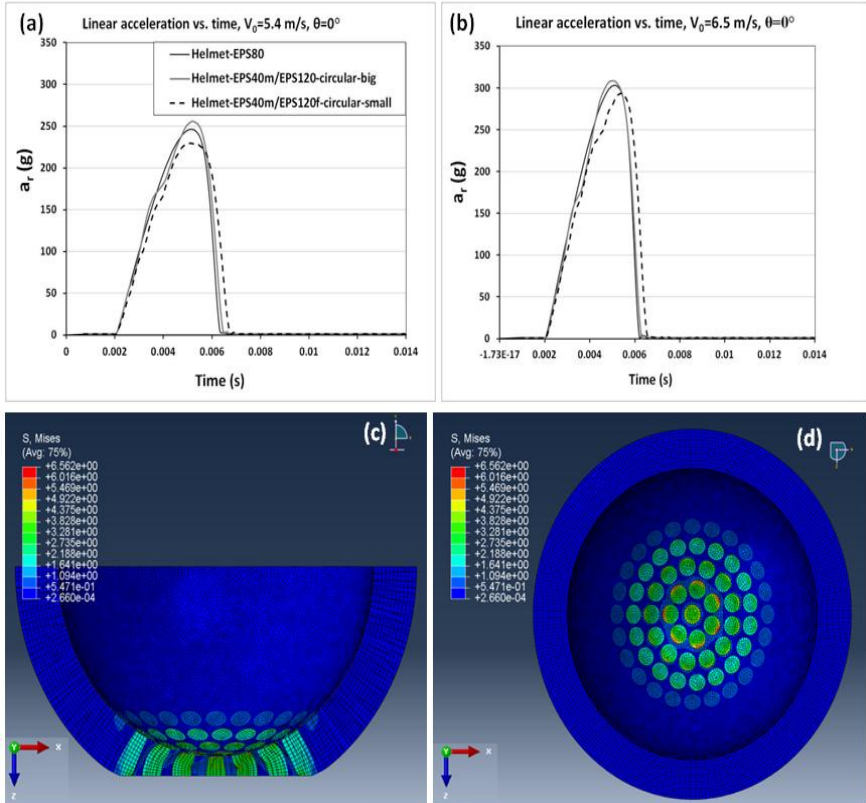 (a)
Linear acceleration vs. time, V0=5.4 m/s, θ=0°
350
300
250
200
150
100
50
0
ar (g)
Helmet-EPS80
Helmet-EPS40m/EPS120-circular-big
Helmet-EPS40m/EPS120f-circular-small
0 0.002 0.004 0.006 0.008 0.01 0.012 0.014
Time (s)
(b)
Linear acceleration vs. time, V0=6.5 m/s, θ=0°
350
300
250
200
150
100
50
0
ar (g)
-1.73E-17 0.002 0.004 0.006 0.008 0.01 0.012 0.014
Time (s)
(c)
S, Mises
(Avg: 75%)
+6.562e+00
+6.016e+00
+5.469e+00
+4.922e+00
+4.375e+00
+3.828e+00
+3.281e+00
+2.735e+00
+2.188e+00
+1.641e+00
+1.094e+00
+5.471e-01
+2.660e-04
Y
X
Z
(d)
S, Mises
(Avg: 75%)
+6.562e+00
+6.016e+00
+5.469e+00
+4.922e+00
+4.375e+00
+3.828e+00
+3.281e+00
+2.735e+00
+2.188e+00
+1.641e+00
+1.094e+00
+5.471e-01
+2.660e-04
Y
X
Z